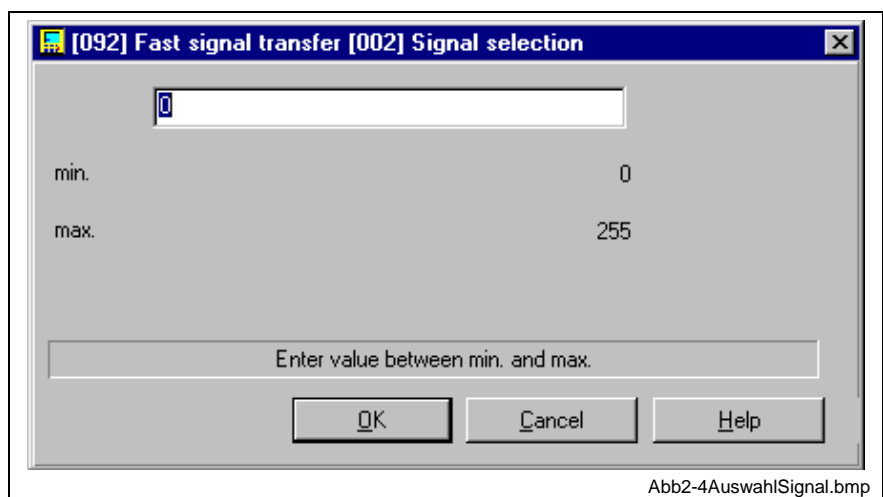 [092] Fast signal transfer [002] Signal selection
0
min. 0
max. 255
Enter value between min. and max.
OK Cancel Help
Abb2-4AuswahlSignal.bmp